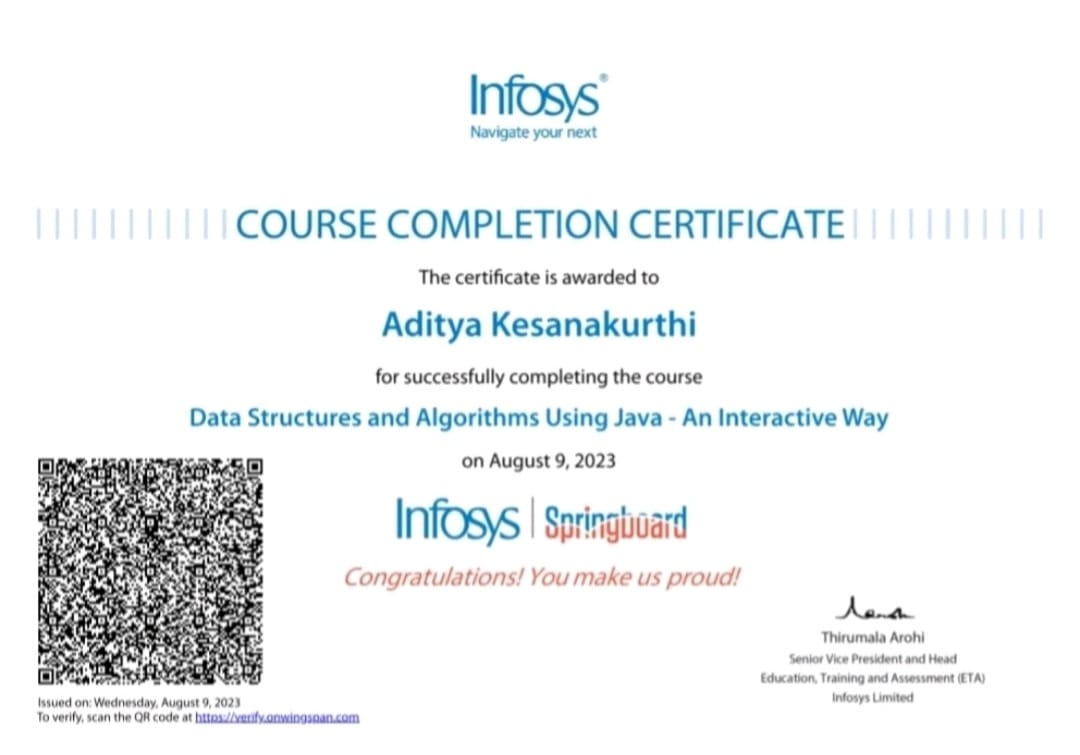 Infosys®
Navigate your next
COURSE COMPLETION CERTIFICATE
The certificate is awarded to
Aditya Kesanakurthi
for successfully completing the course
Data Structures and Algorithms Using Java - An Interactive Way
on August 9, 2023
Infosys | Springboard
Congratulations! You make us proud!
Thirumala Arohi
Senior Vice President and Head
Education, Training and Assessment (ETA)
Infosys Limited
Issued on: Wednesday, August 9, 2023
To verify, scan the QR code at https://verify.onwingspan.com